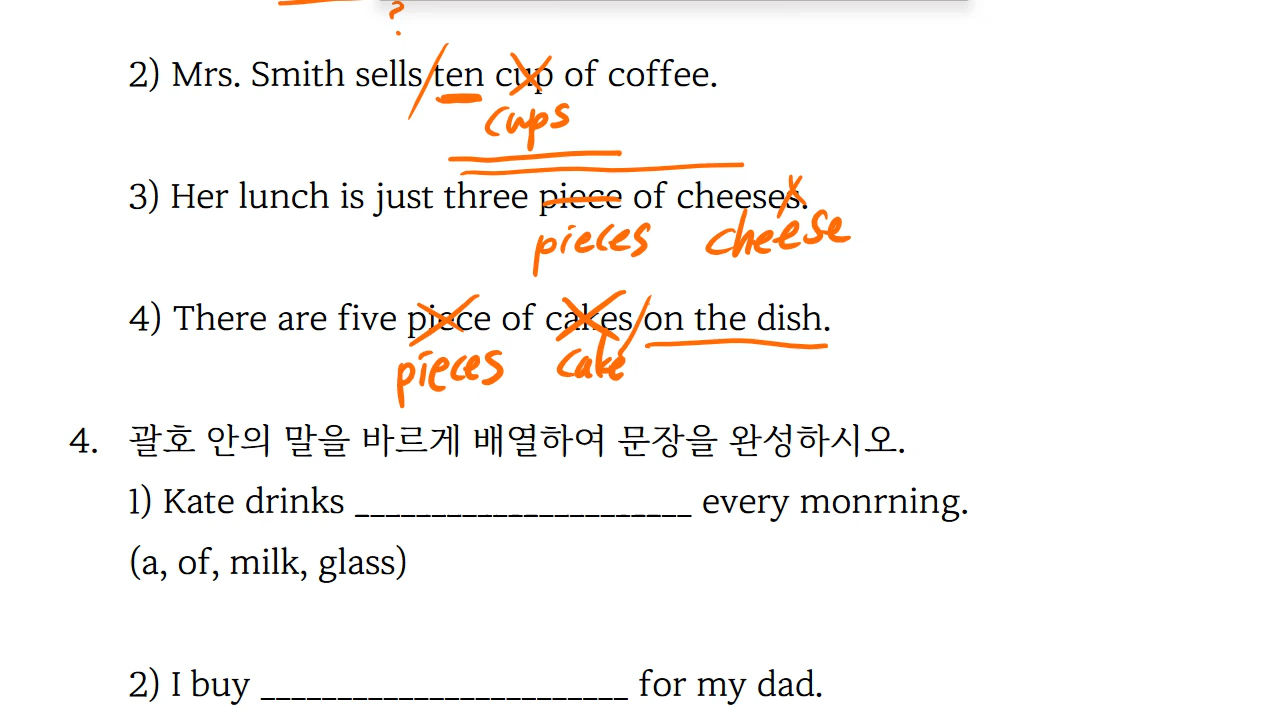 ?
2) Mrs. Smith sells/ten cup of coffee.
cups
3) Her lunch is just three piece of cheeses.
pieces cheese
4) There are five piece of cakes/on the dish.
pieces cake
4. 괄호 안의 말을 바르게 배열하여 문장을 완성하시오.
1) Kate drinks _____________________ every monrning.
(a, of, milk, glass)
2) I buy _______________________ for my dad.